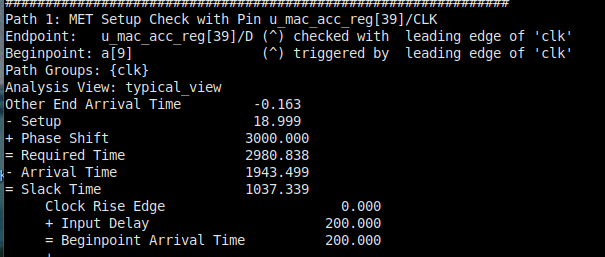 ################################################################
Path 1: MET Setup Check with Pin u_mac_acc_reg[39]/CLK
Endpoint:   u_mac_acc_reg[39]/D (^) checked with  leading edge of 'clk'
Beginpoint: a[9]                (^) triggered by  leading edge of 'clk'
Path Groups: {clk}
Analysis View: typical_view
Other End Arrival Time         -0.163
- Setup                        18.999
+ Phase Shift                3000.000
= Required Time              2980.838
- Arrival Time               1943.499
= Slack Time                 1037.339
     Clock Rise Edge                      0.000
     + Input Delay                      200.000
     = Beginpoint Arrival Time          200.000